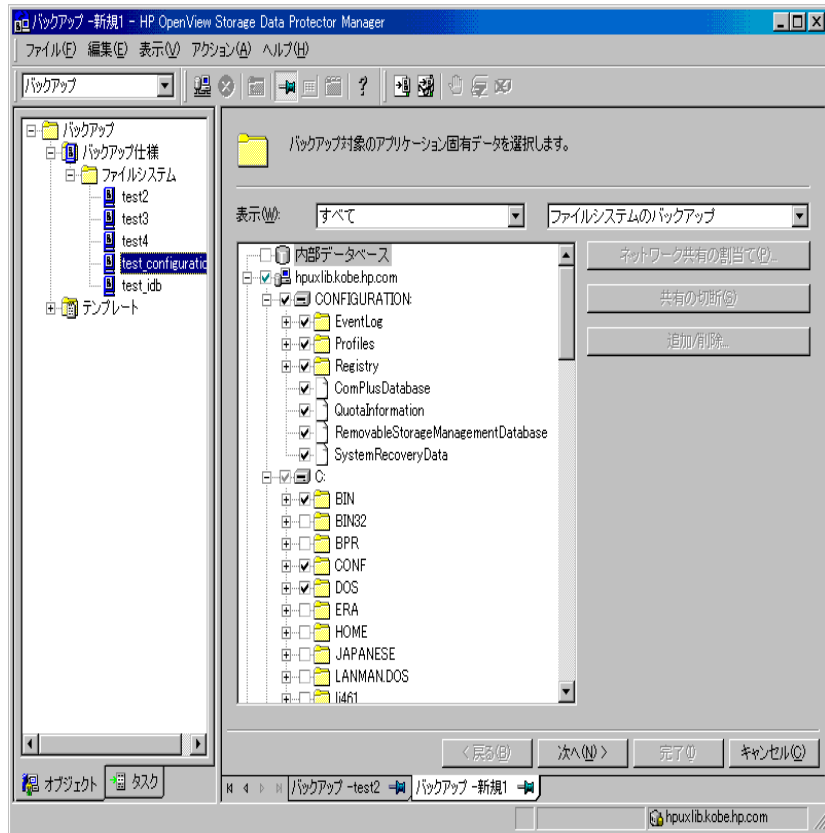 バックアップ -新規1 - HP OpenView Storage Data Protector Manager
ファイル(F) 編集(E) 表示(V) アクション(A) ヘルプ(H)
バックアップ
バックアップ
バックアップ仕様
ファイルシステム
test2
test3
test4
test_configuratio
test_idb
テンプレート
オブジェクト タスク
バックアップ対象のアプリケーション固有データを選択します。
表示(W): すべて ファイルシステムのバックアップ
内部データベース
hpuxlib.kobe.hp.com
CONFIGURATION:
EventLog
Profiles
Registry
ComPlusDatabase
QuotaInformation
RemovableStorageManagementDatabase
SystemRecoveryData
C:
BIN
BIN32
BPR
CONF
DOS
ERA
HOME
JAPANESE
LANMAN.DOS
li461
ネットワーク共有の割当て(P)...
共有の切断(S)
追加/削除...
< 戻る(B) 次へ(N) > 完了(I) キャンセル(C)
バックアップ -test2 バックアップ -新規1
hpuxlib.kobe.hp.com